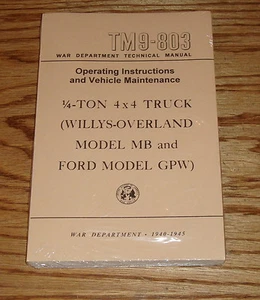 TM9-803
WAR DEPARTMENT TECHNICAL MANUAL
Operating Instructions
and Vehicle Maintenance
¼-TON 4x4 TRUCK
(WILLYS-OVERLAND
MODEL MB and
FORD MODEL GPW)
WAR DEPARTMENT • 1940-1945